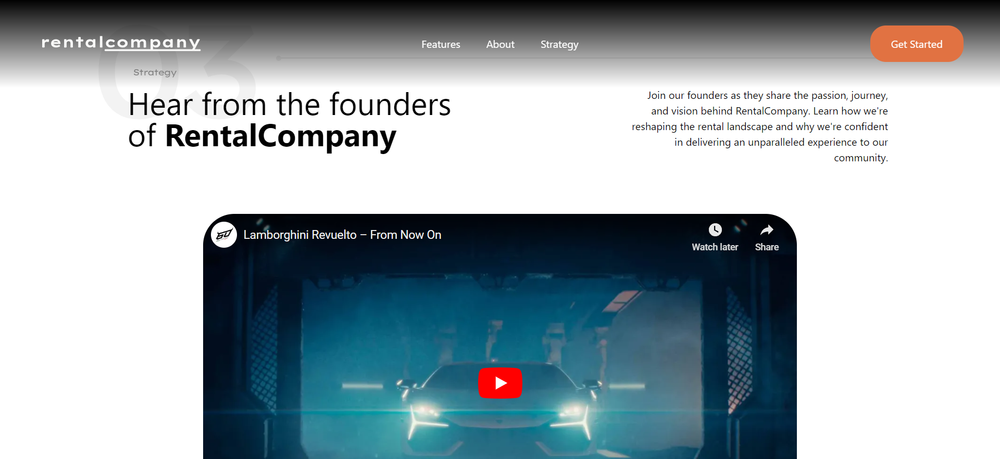 rentalcompany
Features
About
Strategy
Get Started
03
Strategy
Hear from the founders
of RentalCompany
Join our founders as they share the passion, journey,
and vision behind RentalCompany. Learn how we're
reshaping the rental landscape and why we're confident
in delivering an unparalleled experience to our
community.
60
Lamborghini Revuelto – From Now On
Watch later
Share